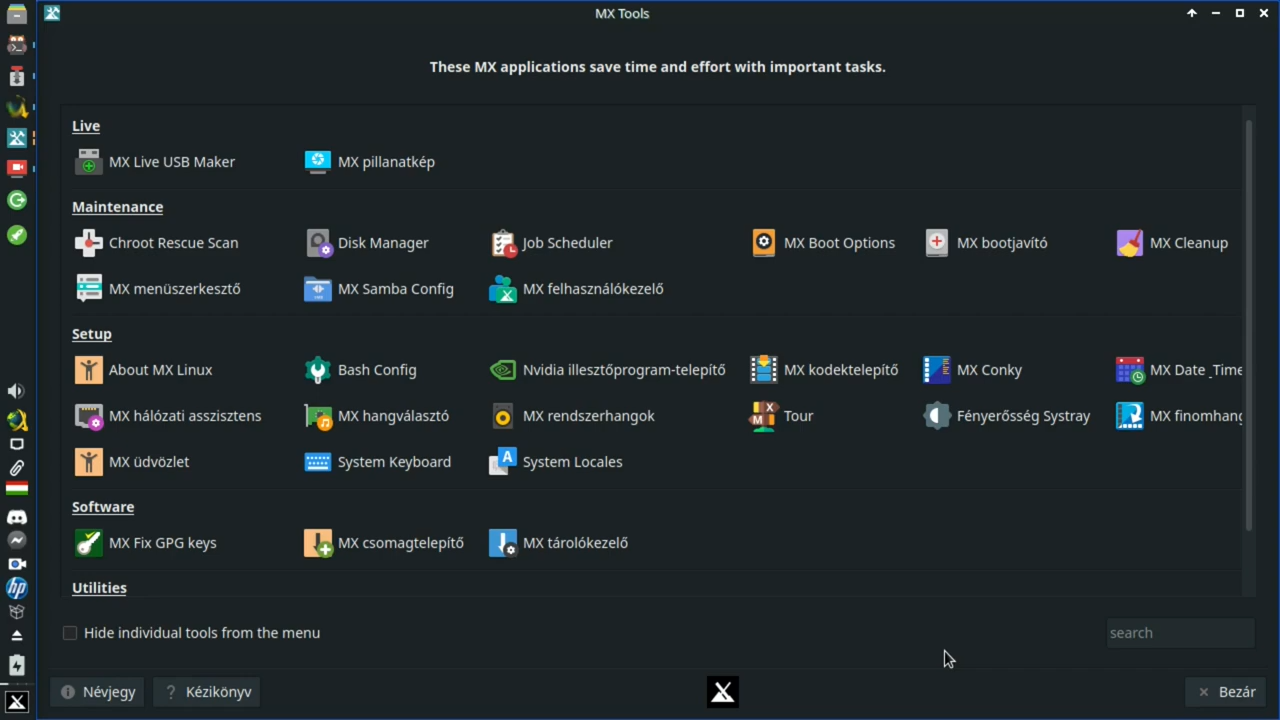 MX Tools
These MX applications save time and effort with important tasks.
Live
MX Live USB Maker MX pillanatkép
Maintenance
Chroot Rescue Scan Disk Manager Job Scheduler MX Boot Options MX bootjavító MX Cleanup
MX menüszerkesztő MX Samba Config MX felhasználókezelő
Setup
About MX Linux Bash Config Nvidia illesztőprogram-telepítő MX kodektelepítő MX Conky MX Date_Time
MX hálózati asszisztens MX hangválasztó MX rendszerhangok Tour Fényerősség Systray MX finomhang
MX üdvözlet System Keyboard System Locales
Software
MX Fix GPG keys MX csomagtelepítő MX tárolókezelő
Utilities
Hide individual tools from the menu search
Névjegy ? Kézikönyv Bezár
hp